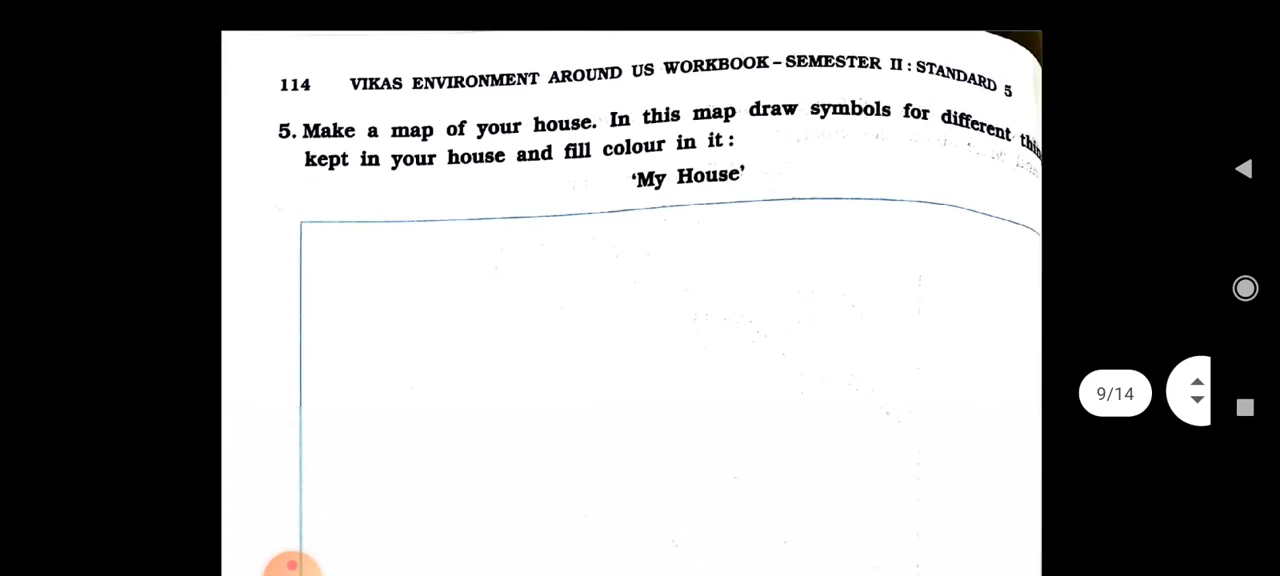 114 VIKAS ENVIRONMENT AROUND US WORKBOOK – SEMESTER II : STANDARD 5
5. Make a map of your house. In this map draw symbols for different
kept in your house and fill colour in it :
‘My House’
9/14